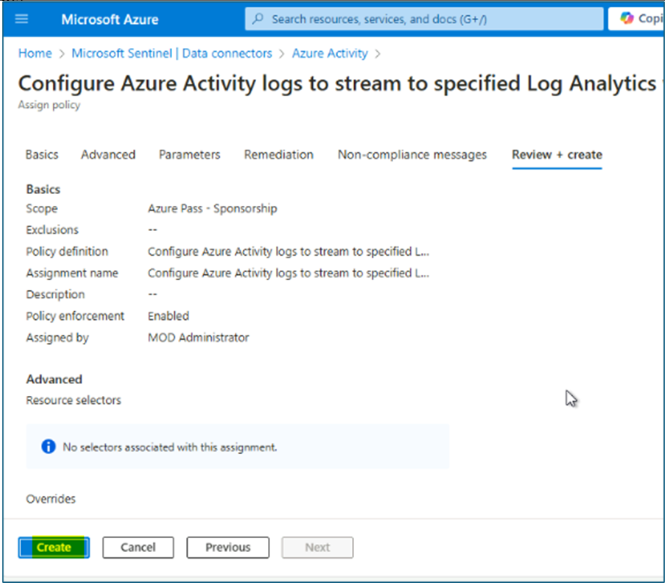 Microsoft Azure
Search resources, services, and docs (G+/)
Copi
Home > Microsoft Sentinel | Data connectors > Azure Activity >
Configure Azure Activity logs to stream to specified Log Analytics
Assign policy
Basics Advanced Parameters Remediation Non-compliance messages Review + create
Basics
Scope Azure Pass - Sponsorship
Exclusions --
Policy definition Configure Azure Activity logs to stream to specified L...
Assignment name Configure Azure Activity logs to stream to specified L...
Description --
Policy enforcement Enabled
Assigned by MOD Administrator
Advanced
Resource selectors
No selectors associated with this assignment.
Overrides
Create Cancel Previous Next